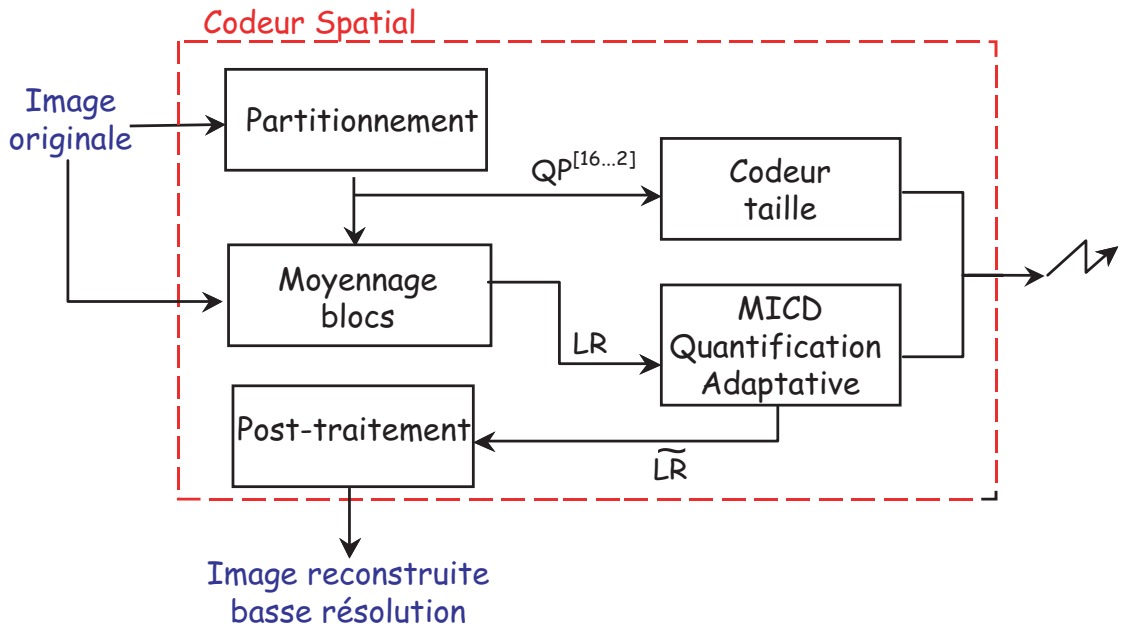 Codeur Spatial
Image
originale
Partitionnement
QP^[16...2]
Codeur
taille
Moyennage
blocs
LR
MICD
Quantification
Adaptative
Post-traitement
L͠R
Image reconstruite
basse résolution